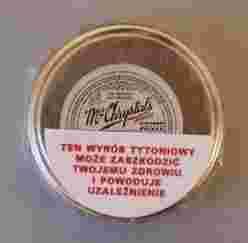 McChrystal's
TEN WYRÓB TYTONIOWY
MOŻE ZASZKODZIĆ
TWOJEMU ZDROWIU
I POWODUJE
UZALEŻNIENIE